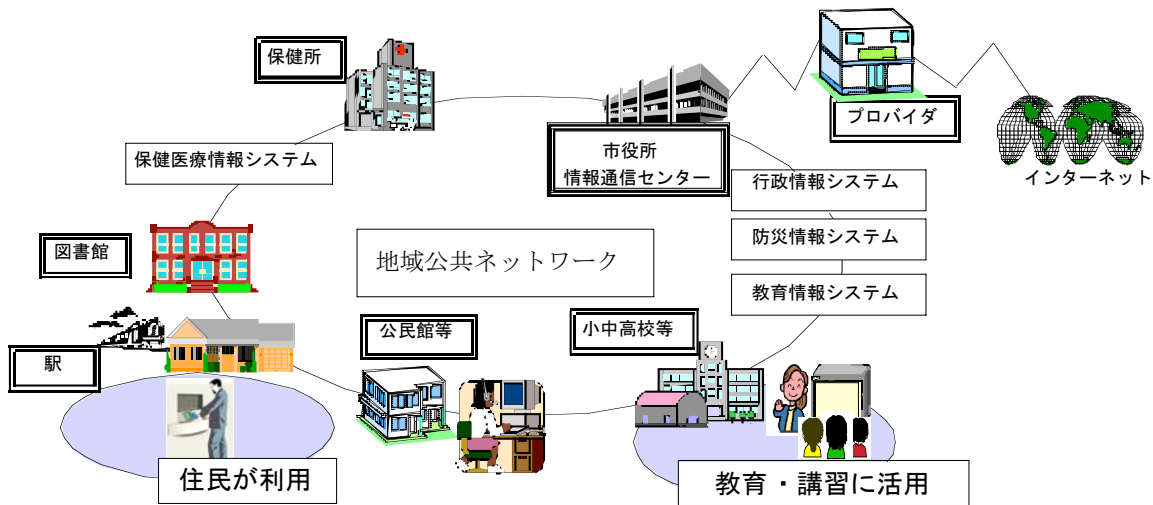 保健所
プロバイダ
市役所
情報通信センター
インターネット
保健医療情報システム
行政情報システム
図書館
防災情報システム
地域公共ネットワーク
教育情報システム
駅
公民館等
小中高校等
住民が利用
教育・講習に活用